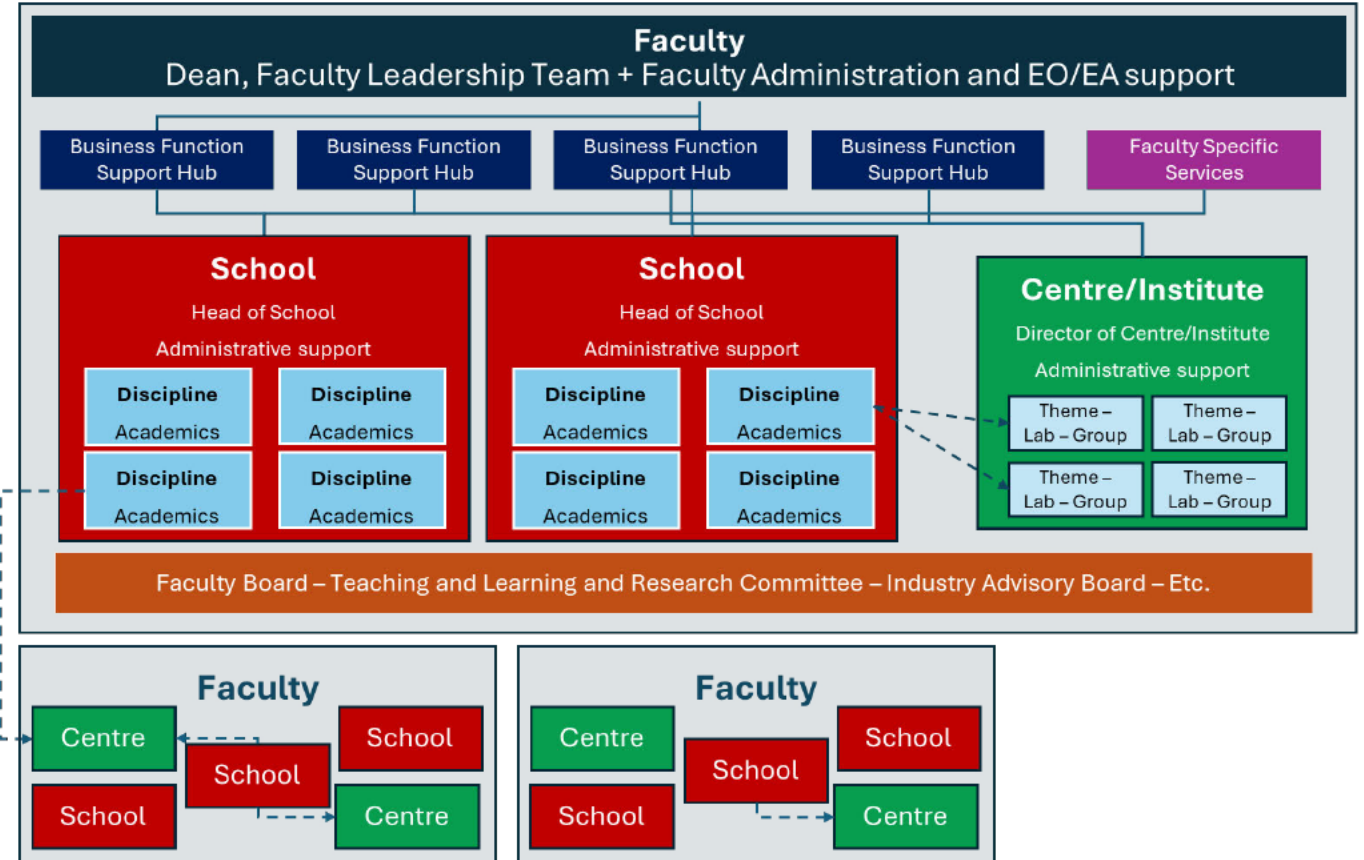 Faculty
Dean, Faculty Leadership Team + Faculty Administration and EO/EA support
Business Function
Support Hub
Business Function
Support Hub
Business Function
Support Hub
Business Function
Support Hub
Faculty Specific
Services
School
Head of School
Administrative support
Discipline
Academics
Discipline
Academics
Discipline
Academics
Discipline
Academics
School
Head of School
Administrative support
Discipline
Academics
Discipline
Academics
Discipline
Academics
Discipline
Academics
Centre/Institute
Director of Centre/Institute
Administrative support
Theme –
Lab – Group
Theme –
Lab – Group
Theme –
Lab – Group
Theme –
Lab – Group
Faculty Board – Teaching and Learning and Research Committee – Industry Advisory Board – Etc.
Faculty
Centre
School
School
School
Centre
Faculty
Centre
School
School
School
Centre